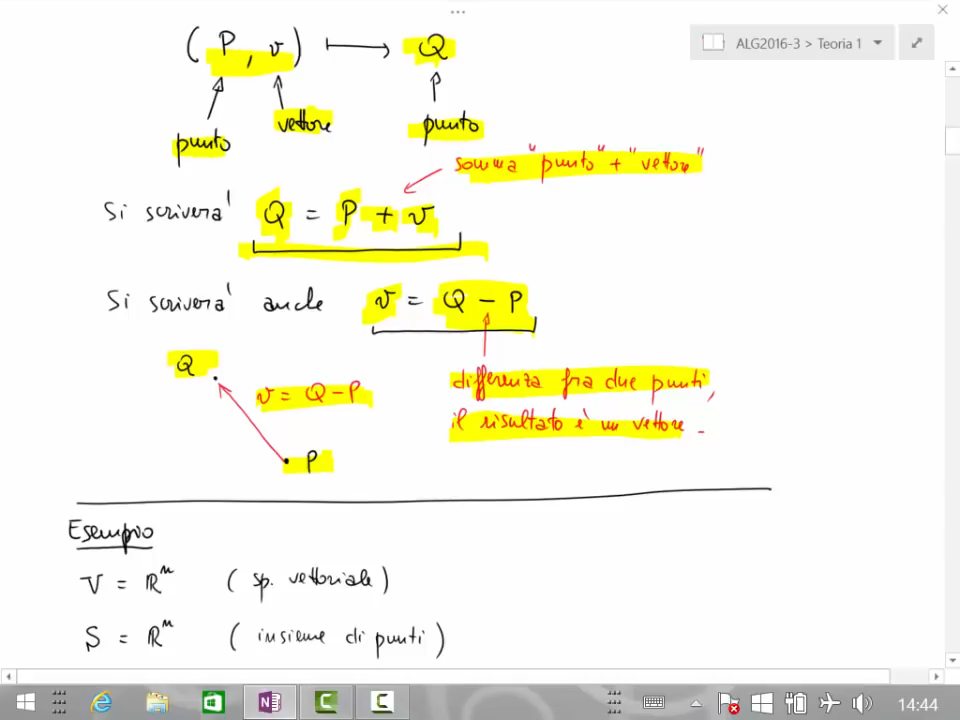 ALG2016-3 > Teoria 1
(P, v) ⟼ Q
punto vettore punto
somma "punto" + "vettore"
Si scriverà Q = P + v
Si scriverà anche v = Q - P
Q
v = Q - P
P
differenza fra due punti,
il risultato è un vettore.
Esempio
V = ℝⁿ (sp. vettoriale)
S = ℝⁿ (insieme di punti)
14:44